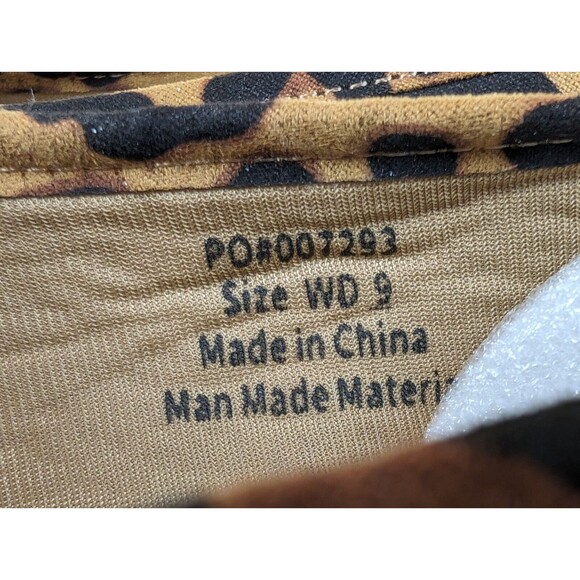 PO#007293
Size WD 9
Made in China
Man Made Materi